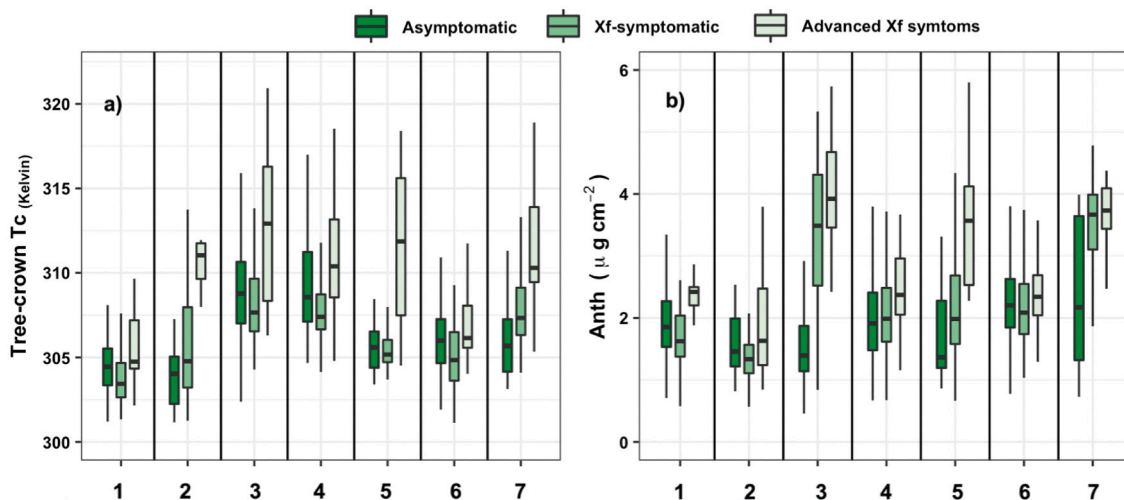 Asymptomatic Xf-symptomatic Advanced Xf symtoms
a)
Tree-crown Tc (Kelvin)
320
315
310
305
300
1 2 3 4 5 6 7
b)
Anth ( μ g cm−2)
6
4
2
0
1 2 3 4 5 6 7